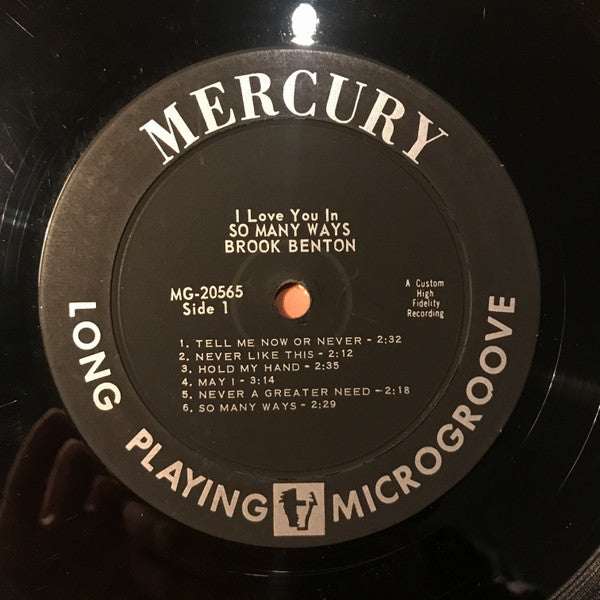 MERCURY
I Love You In
SO MANY WAYS
BROOK BENTON
MG-20565
Side 1
A Custom
High
Fidelity
Recording
1. TELL ME NOW OR NEVER - 2:32
2. NEVER LIKE THIS - 2:12
3. HOLD MY HAND - 2:35
4. MAY I - 3:14
5. NEVER A GREATER NEED - 2:18
6. SO MANY WAYS - 2:29
LONG PLAYING MICROGROOVE